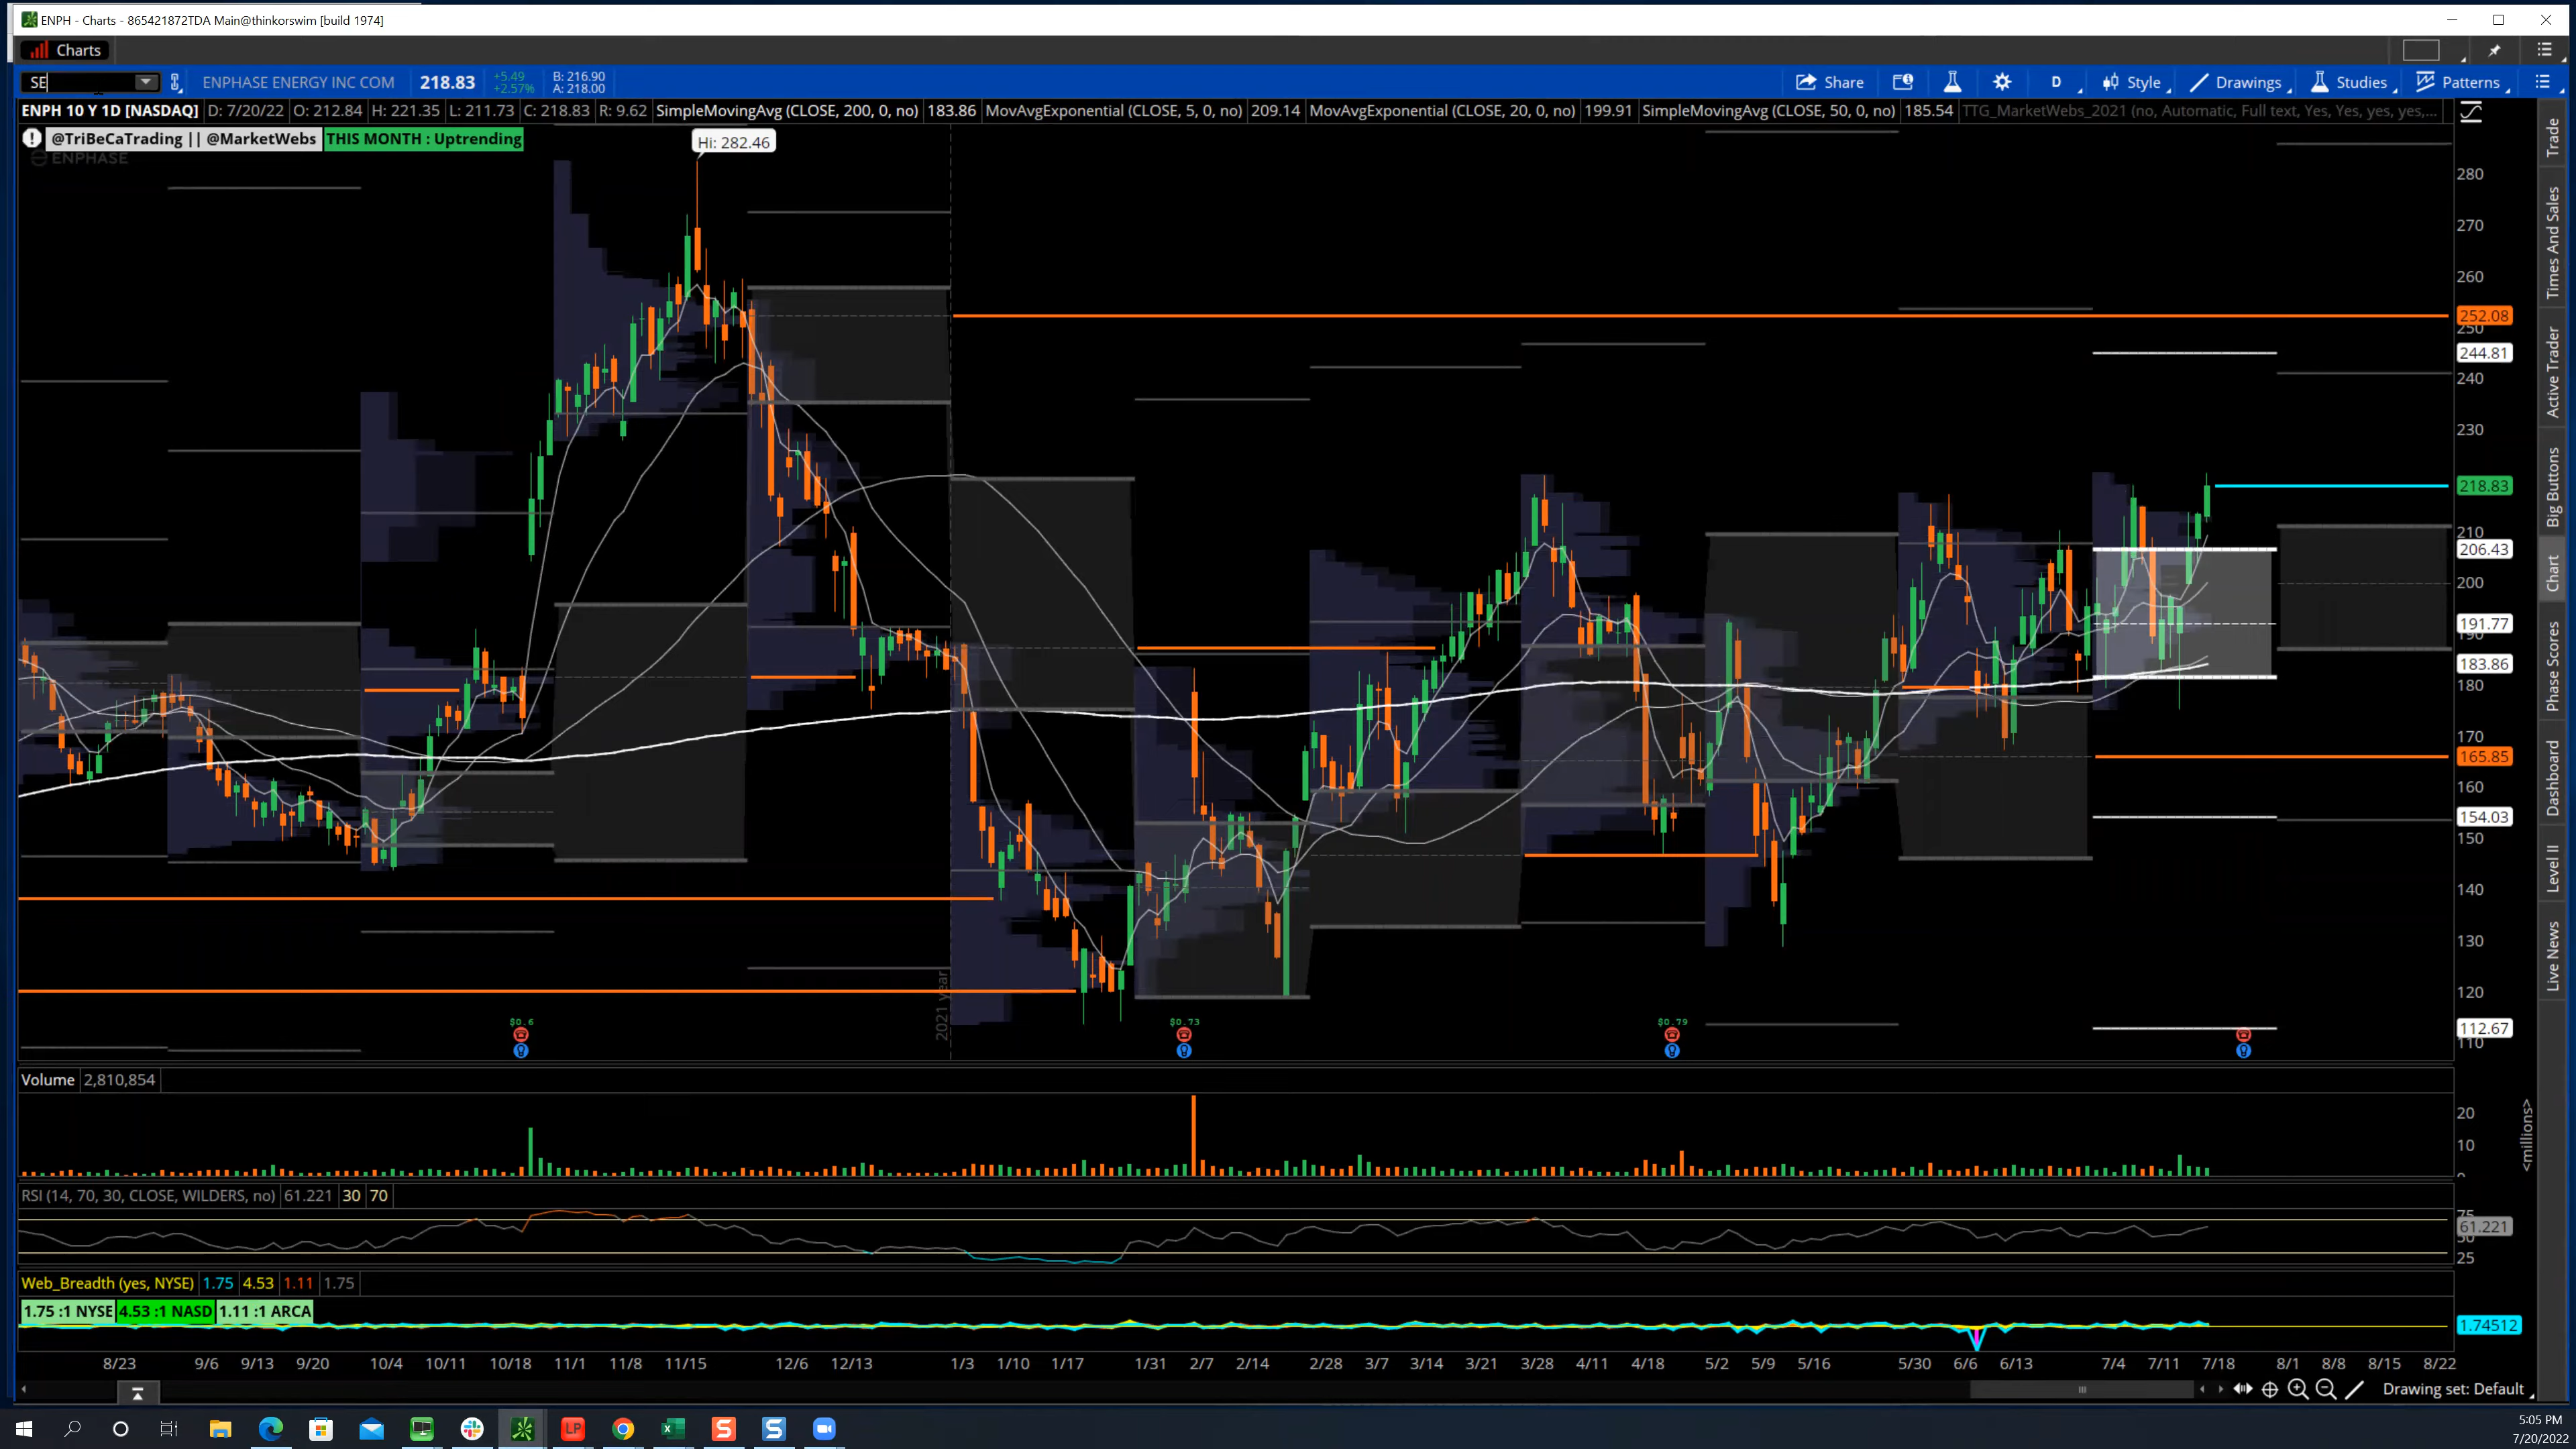 ENPH - Charts - 865421872TDA Main@thinkorswim [build 1974]
Charts
SE ENPHASE ENERGY INC COM 218.83 +5.49 +2.57% B: 216.90 A: 218.00 Share D Style Drawings Studies Patterns
ENPH 10 Y 1D [NASDAQ] D: 7/20/22 O: 212.84 H: 221.35 L: 211.73 C: 218.83 R: 9.62 SimpleMovingAvg (CLOSE, 200, 0, no) 183.86 MovAvgExponential (CLOSE, 5, 0, no) 209.14 MovAvgExponential (CLOSE, 20, 0, no) 199.91 SimpleMovingAvg (CLOSE, 50, 0, no) 185.54 TTG_MarketWebs_2021 (no, Automatic, Full text, Yes, Yes, yes, yes,...
@TriBeCaTrading || @MarketWebs THIS MONTH : Uptrending
ENPHASE
Hi: 282.46
280
270
260
252.08
250
244.81
240
230
218.83
210
206.43
200
191.77
190
183.86
180
170
165.85
160
154.03
150
140
130
120
112.67
110
2021 year
$0.6 $0.73 $0.79
Trade
Times And Sales
Active Trader
Big Buttons
Chart
Phase Scores
Dashboard
Level II
Live News
Volume 2,810,854
20
10
<millions>
RSI (14, 70, 30, CLOSE, WILDERS, no) 61.221 30 70
75
61.221
50
25
Web_Breadth (yes, NYSE) 1.75 4.53 1.11 1.75
1.75 :1 NYSE 4.53 :1 NASD 1.11 :1 ARCA
1.74512
8/23 9/6 9/13 9/20 10/4 10/11 10/18 11/1 11/8 11/15 12/6 12/13 1/3 1/10 1/17 1/31 2/7 2/14 2/28 3/7 3/14 3/21 3/28 4/11 4/18 5/2 5/9 5/16 5/30 6/6 6/13 7/4 7/11 7/18 8/1 8/8 8/15 8/22
Drawing set: Default
LP
5:05 PM
7/20/2022